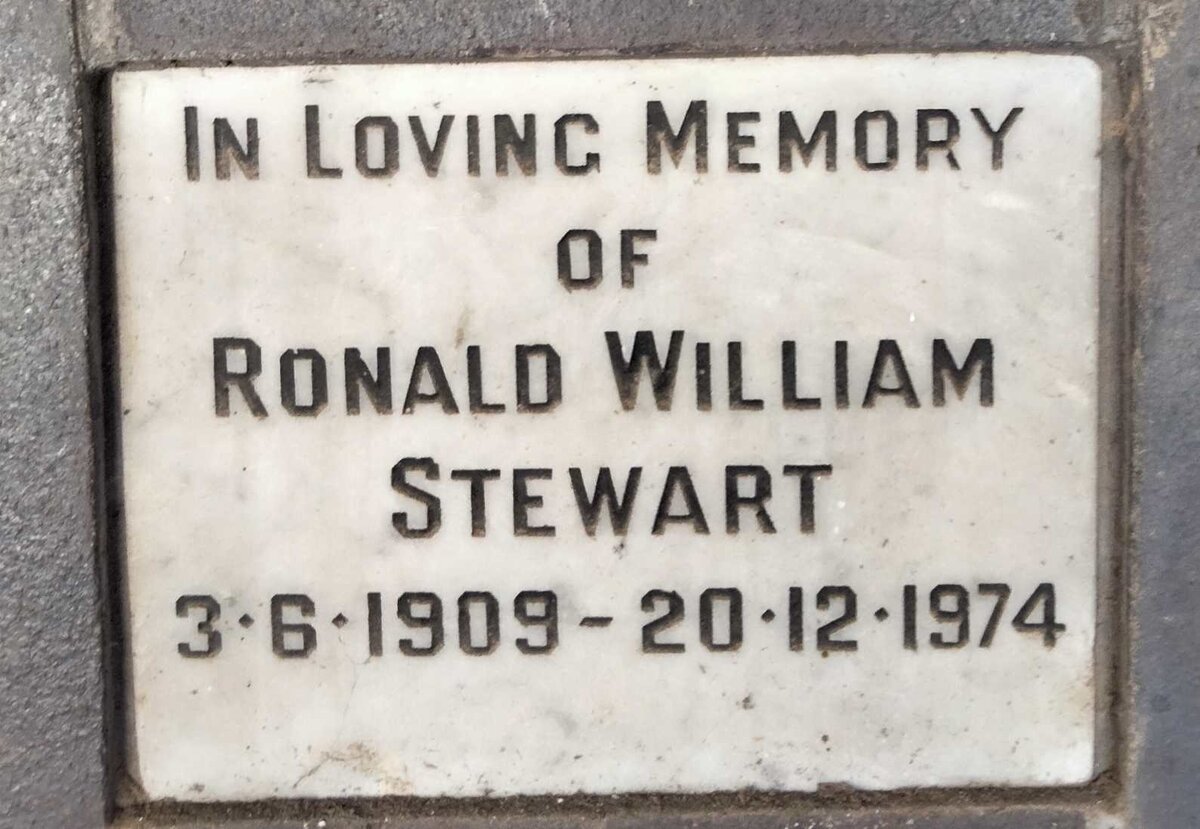 IN LOVING MEMORY
OF
RONALD WILLIAM
STEWART
3·6·1909 - 20·12·1974